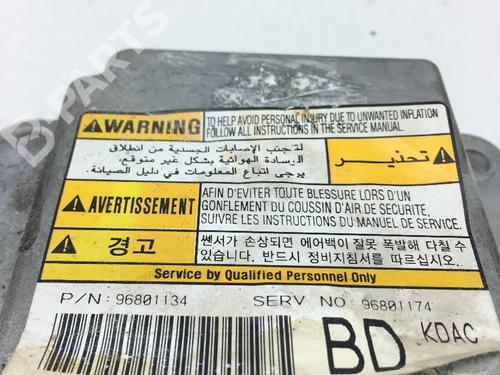 B-PARTS
WARNING
TO HELP AVOID PERSONAL INJURY DUE TO UNWANTED INFLATION
FOLLOW ALL INSTRUCTIONS IN THE SERVICE MANUAL.
لتجنب الإصابات الجسمية من انطلاق
الوسادة الهوائية بشكل غير متوقع،
يرجى اتباع المعلومات في دليل الصيانة.
تحذير
AVERTISSEMENT
AFIN D'EVITER TOUTE BLESSURE LORS D'UN
GONFLEMENT DU COUSSIN D'AIR DE SECURITE,
SUIVRE LES INSTRUCTIONS DU MANUEL DE SERVICE.
경고
쎈서가 손상되면 에어백이 잘못 폭발해 다칠 수
있습니다. 반드시 정비지침서를 따르십시오.
Service by Qualified Personnel Only
P/N: 96801134 SERV NO: 96801174
BD KDAC